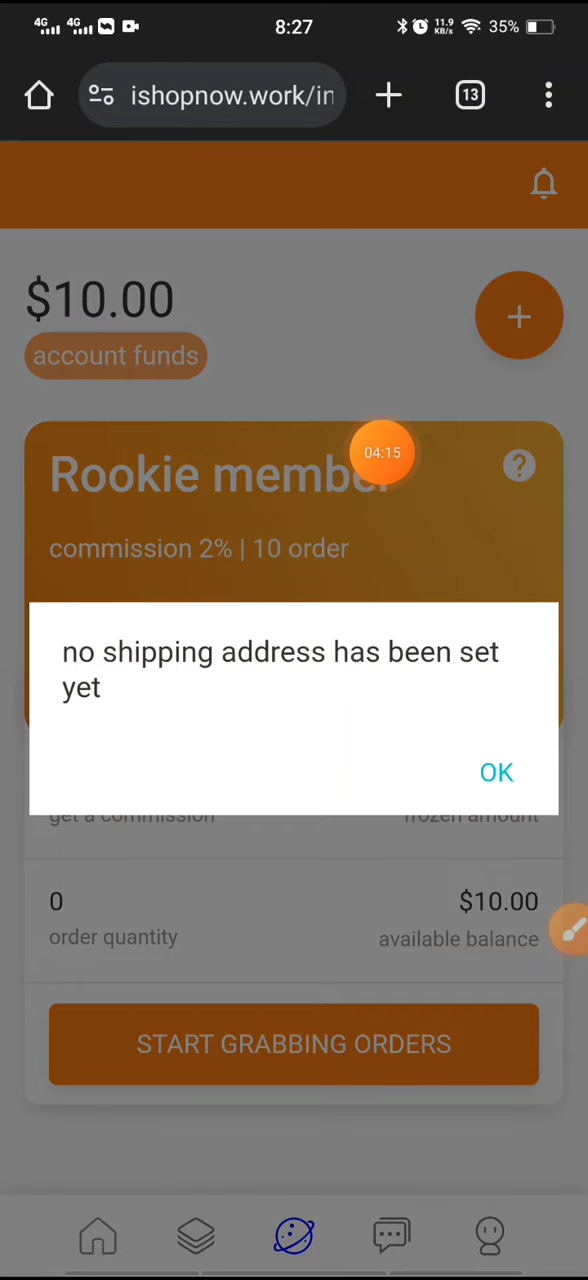 4G 4G 8:27 11.9 KB/s 35%
ishopnow.work/in 13
$10.00
account funds
04:15
Rookie member
commission 2% | 10 order
no shipping address has been set
yet
OK
get a commission frozen amount
0 $10.00
order quantity available balance
START GRABBING ORDERS